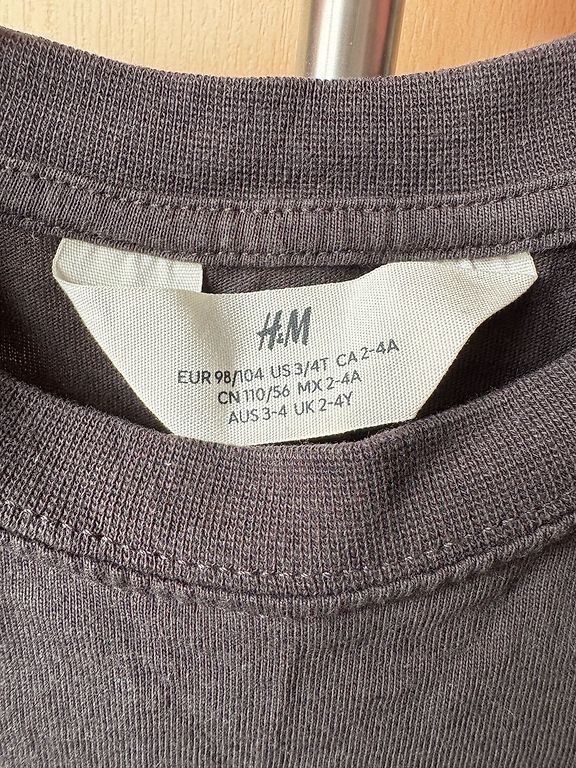 H&M
EUR 98/104 US 3/4T CA 2-4A
CN 110/56 MX 2-4A
AUS 3-4 UK 2-4Y